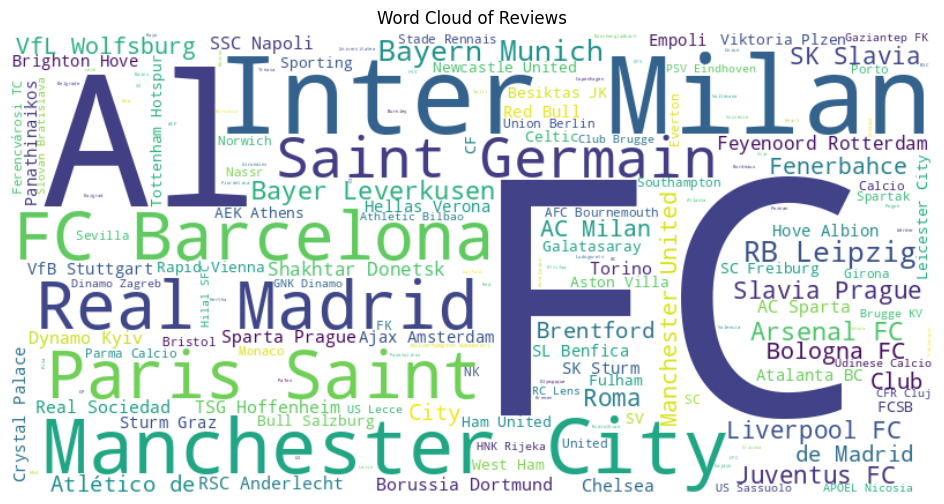 Word Cloud of Reviews
VfL Wolfsburg
SSC Napoli
Stade Rennais
Bayern Munich
Empoli
Viktoria Plzen
Gaziantep FK
Brighton Hove
Sporting
SK Slavia
Newcastle United
PSV Eindhoven
Porto
Al
Inter Milan
Ferencvárosi TC
Slovan Bratislava
Panathinaikos
Tottenham Hotspur
Besiktas JK
Red Bull
Union Berlin
Everton
Norwich
Celtic
Club Brugge
CF
Feyenoord Rotterdam
Saint Germain
Nassr
Fenerbahce
Leicester City
Bayer Leverkusen
Southampton
Calcio
Spartak
Hellas Verona
AEK Athens
Athletic Bilbao
AFC Bournemouth
FC
FC Barcelona
Sevilla
AC Milan
Hove Albion
Galatasaray
RB Leipzig
Manchester United
VfB Stuttgart
Rapid Vienna
Hilal SFC
Shakhtar Donetsk
Torino
SC Freiburg
Girona
Dinamo Zagreb
GNK Dinamo
Aston Villa
Slavia Prague
Real Madrid
AC Sparta
Brugge KV
FK
Dynamo Kyiv
Bristol
Sparta Prague
Ajax Amsterdam
Brentford
Arsenal FC
Monaco
Parma Calcio
SL Benfica
Bologna FC
Udinese Calcio
Crystal Palace
Paris Saint
NK
SK Sturm
Atalanta BC
Fulham
Club
CFR Cluj
RC Lens
Roma
FCSB
Real Sociedad
TSG Hoffenheim
US Lecce
City
SC
Sturm Graz
Bull Salzburg
Ham United
SV
Manchester City
Liverpool FC
HNK Rijeka
United
de Madrid
West Ham
Juventus FC
Atlético de
RSC Anderlecht
Borussia Dortmund
Chelsea
US Sassuolo
APOEL Nicosia